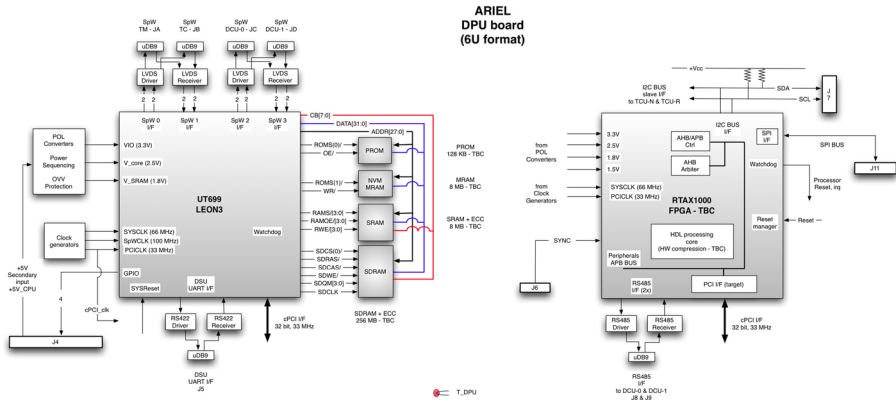 ARIEL
DPU board
(6U format)
SpW
TM - JA
SpW
TC - JB
SpW
DCU-0 - JC
SpW
DCU-1 - JD
uDB9
uDB9
uDB9
uDB9
LVDS
Driver
LVDS
Receiver
LVDS
Driver
LVDS
Receiver
2
2
2
2
2
2
2
2
SpW 0
I/F
SpW 1
I/F
SpW 2
I/F
SpW 3
I/F
CB[7:0]
DATA[31:0]
ADDR[27:0]
POL
Converters
Power
Sequencing
OVV
Protection
VIO (3.3V)
V_core (2.5V)
V_SRAM (1.8V)
UT699
LEON3
ROMS(0)/
OE/
PROM
PROM
128 KB - TBC
ROMS(1)/
WR/
NVM
MRAM
MRAM
8 MB - TBC
RAMS/[3:0]
RAMOE/[3:0]
RWE/[3:0]
SRAM
SRAM + ECC
8 MB - TBC
Clock
generators
SYSCLK (66 MHz)
SpWCLK (100 MHz)
PCICLK (33 MHz)
Watchdog
SDCS(0)/
SDRAS/
SDCAS/
SDWE/
SDQM[3:0]
SDCLK
SDRAM
SDRAM + ECC
256 MB - TBC
+5V
Secondary
input
+5V_CPU
GPIO
4
SYSReset
cPCI_clk
J4
DSU
UART I/F
RS422
Driver
RS422
Receiver
uDB9
DSU
UART I/F
J5
cPCI I/F
32 bit, 33 MHz
T_DPU
+Vcc
I2C BUS
slave I/F
to TCU-N & TCU-R
SDA
SCL
J
7
from
POL
Converters
3.3V
2.5V
1.8V
1.5V
I2C BUS
I/F
AHB/APB
Ctrl
AHB
Arbiter
SPI
I/F
SPI BUS
J11
Watchdog
Processor
Reset, irq
from
Clock
Generators
SYSCLK (66 MHz)
PCICLK (33 MHz)
RTAX1000
FPGA - TBC
Reset
manager
Reset
SYNC
J6
HDL processing
core
(HW compression - TBC)
Peripherals
APB BUS
RS485
I/F (2x)
PCI I/F (target)
RS485
Driver
RS485
Receiver
uDB9
RS485
I/F
to DCU-0 & DCU-1
J8 & J9
cPCI I/F
32 bit, 33 MHz